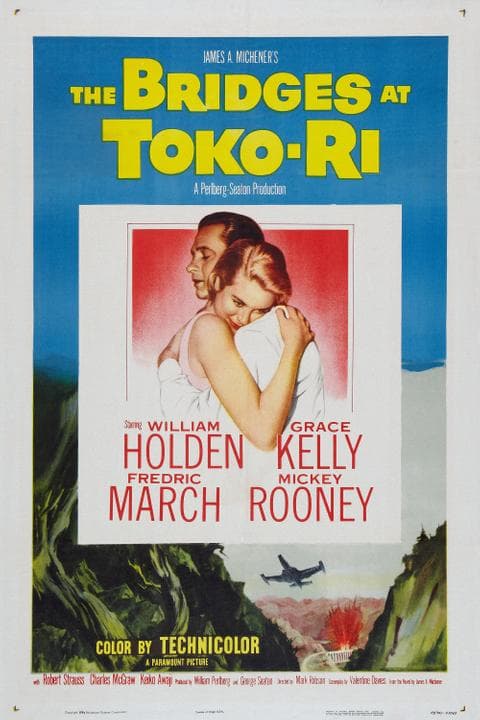 JAMES A. MICHENER'S
THE BRIDGES AT
TOKO-RI
A Perlberg-Seaton Production
Starring WILLIAM HOLDEN
GRACE KELLY
FREDRIC MARCH
MICKEY ROONEY
COLOR BY TECHNICOLOR
A PARAMOUNT PICTURE
with Robert Strauss Charles McGraw Keiko Awaji Produced by William Perlberg and George Seaton Directed by Mark Robson Screenplay by Valentine Davies From the Novel by James A. Michener